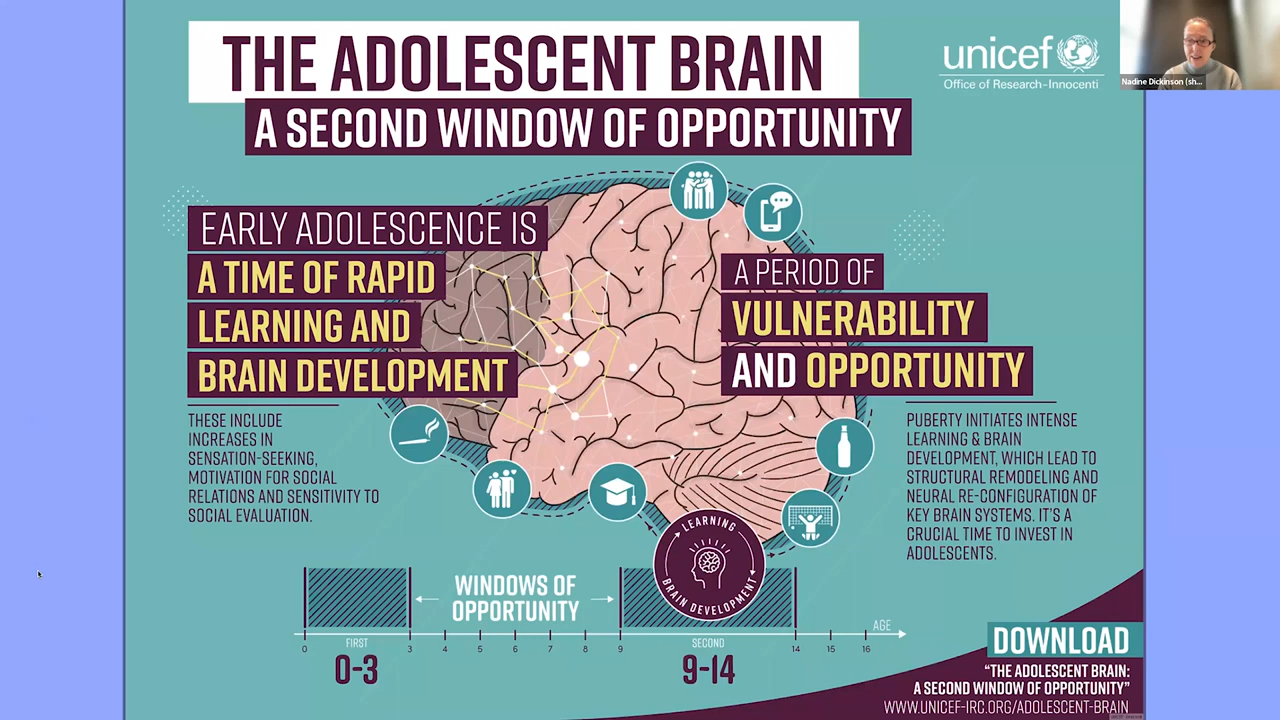 THE ADOLESCENT BRAIN
A SECOND WINDOW OF OPPORTUNITY
unicef
Office of Research-Innocenti
Nadine Dickinson (sh...
EARLY ADOLESCENCE IS
A TIME OF RAPID
LEARNING AND
BRAIN DEVELOPMENT
THESE INCLUDE
INCREASES IN
SENSATION-SEEKING,
MOTIVATION FOR SOCIAL
RELATIONS AND SENSITIVITY TO
SOCIAL EVALUATION.
A PERIOD OF
VULNERABILITY
AND OPPORTUNITY
PUBERTY INITIATES INTENSE
LEARNING & BRAIN
DEVELOPMENT, WHICH LEAD TO
STRUCTURAL REMODELING AND
NEURAL RE-CONFIGURATION OF
KEY BRAIN SYSTEMS. IT'S A
CRUCIAL TIME TO INVEST IN
ADOLESCENTS.
LEARNING
BRAIN DEVELOPMENT
WINDOWS OF
OPPORTUNITY
FIRST
SECOND
AGE
0 3 4 5 6 7 8 9 14 15 16
0-3
9-14
DOWNLOAD
"THE ADOLESCENT BRAIN:
A SECOND WINDOW OF OPPORTUNITY"
WWW.UNICEF-IRC.ORG/ADOLESCENT-BRAIN